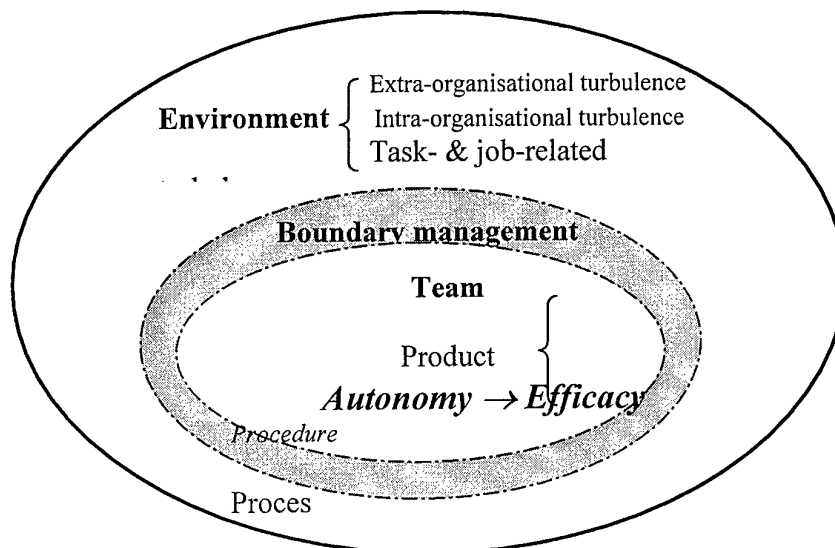 Extra-organisational turbulence
Environment
Intra-organisational turbulence
Task- & job-related
Boundary management
Team
Product
Autonomy → Efficacy
Procedure
Proces